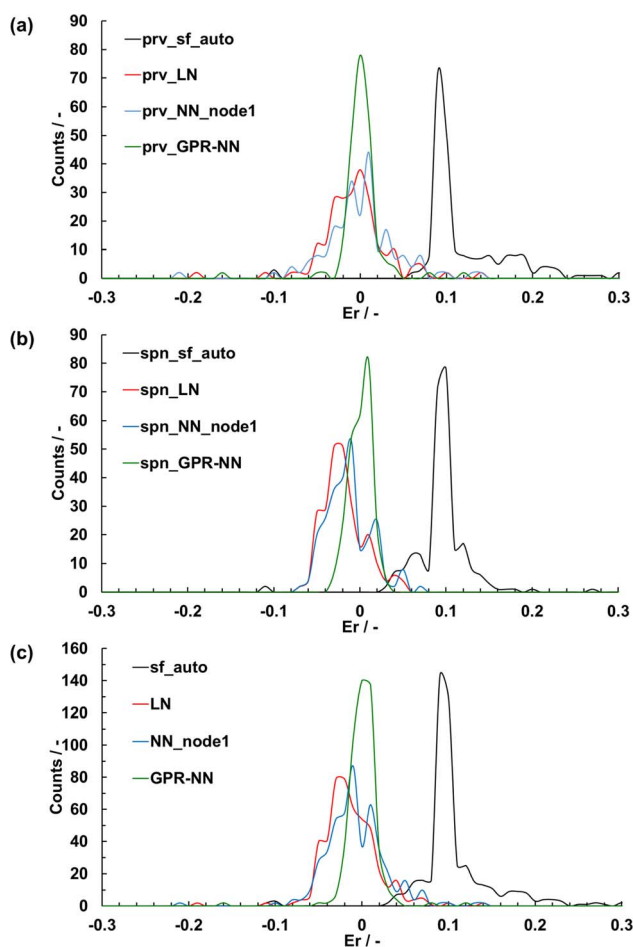 (a)
90
80
70
60
50
40
30
20
10
0
Counts / -
prv_sf_auto
prv_LN
prv_NN_node1
prv_GPR-NN
-0.3 -0.2 -0.1 0 0.1 0.2 0.3
Er / -
(b)
90
80
70
60
50
40
30
20
10
0
Counts / -
spn_sf_auto
spn_LN
spn_NN_node1
spn_GPR-NN
-0.3 -0.2 -0.1 0 0.1 0.2 0.3
Er / -
(c)
160
140
120
100
80
60
40
20
0
Counts / -
sf_auto
LN
NN_node1
GPR-NN
-0.3 -0.2 -0.1 0 0.1 0.2 0.3
Er / -